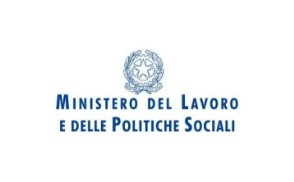 MINISTERO DEL LAVORO
E DELLE POLITICHE SOCIALI